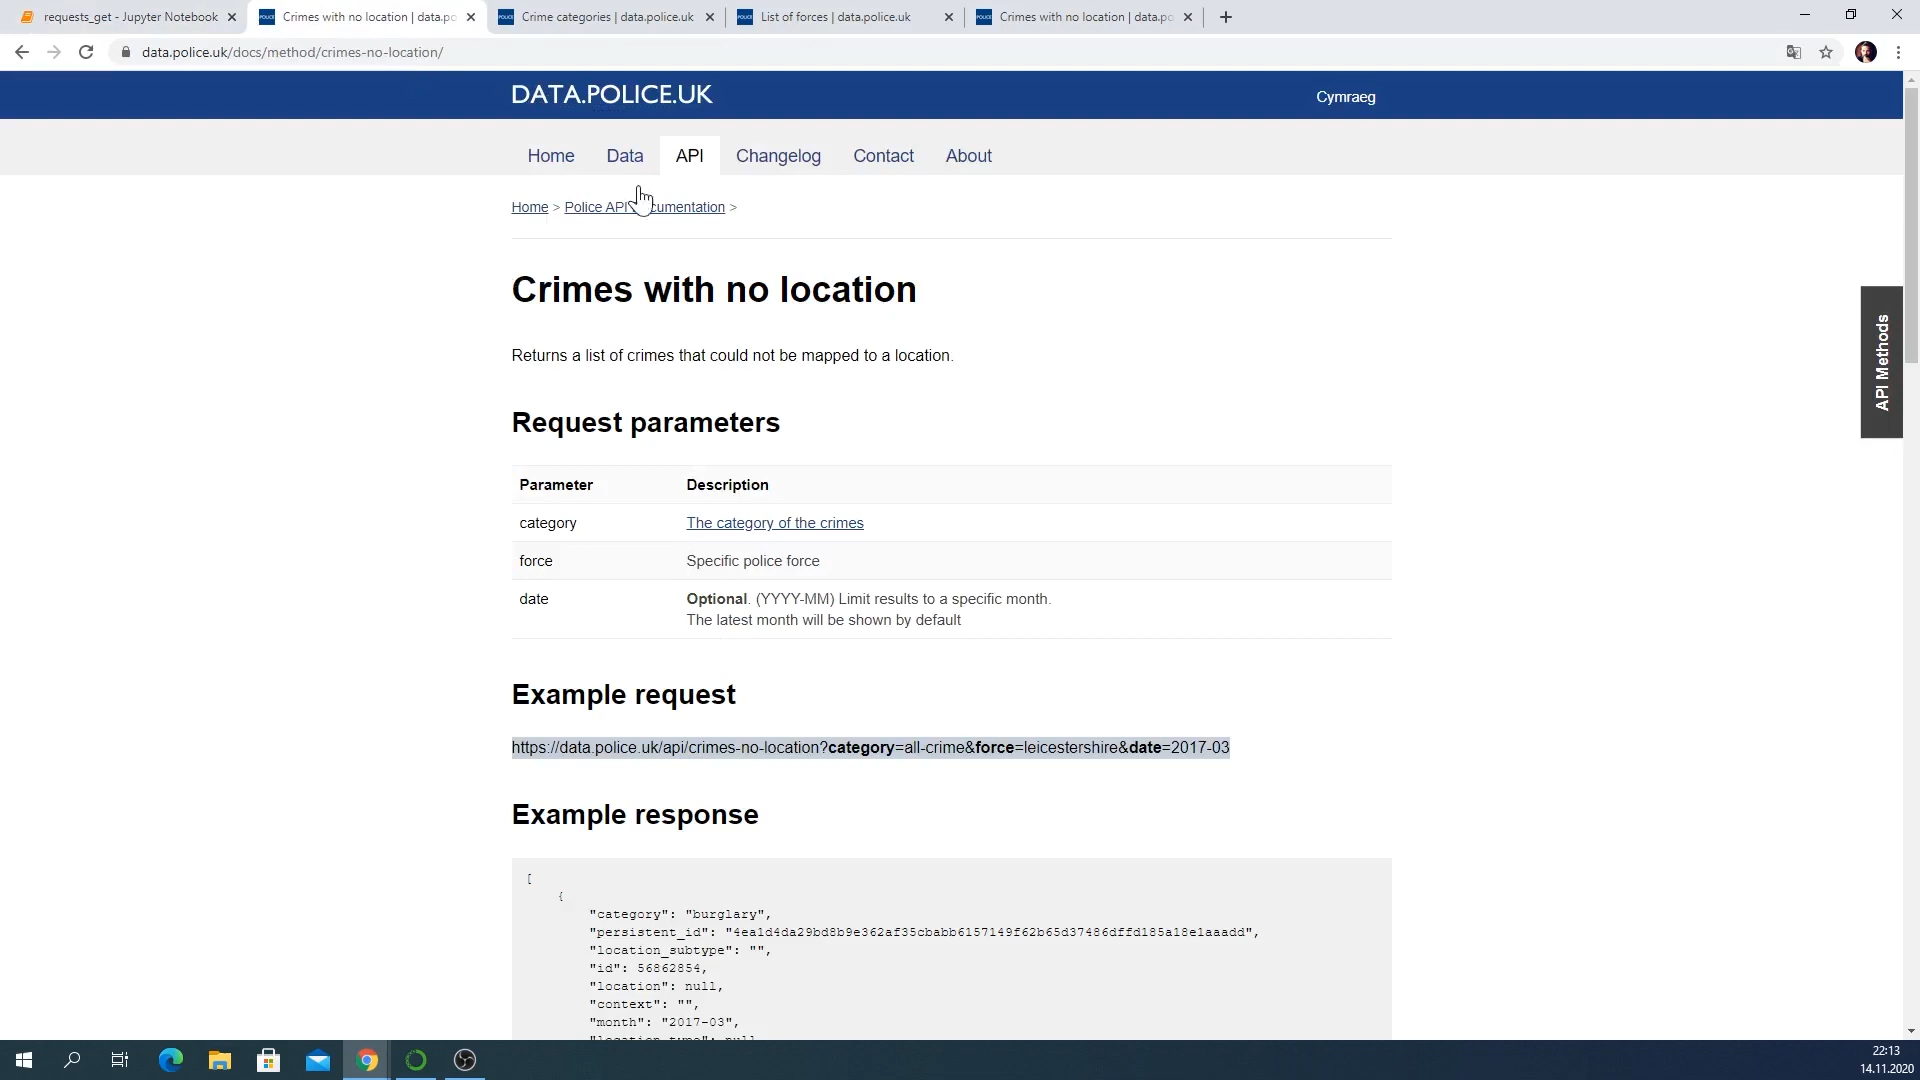 requests_get - Jupyter Notebook
Crimes with no location | data.po
Crime categories | data.police.uk
List of forces | data.police.uk
Crimes with no location | data.po
data.police.uk/docs/method/crimes-no-location/
DATA.POLICE.UK
Cymraeg
Home
Data
API
Changelog
Contact
About
Home > Police API cumentation >
Crimes with no location
Returns a list of crimes that could not be mapped to a location.
API Methods
Request parameters
Parameter Description
category The category of the crimes
force Specific police force
date Optional. (YYYY-MM) Limit results to a specific month.
The latest month will be shown by default
Example request
https://data.police.uk/api/crimes-no-location?category=all-crime&force=leicestershire&date=2017-03
Example response
[
{
"category": "burglary",
"persistent_id": "4ea1d4da29bd8b9e362af35cbabb6157149f62b65d37486dffd185a18e1aaadd",
"location_subtype": "",
"id": 56862854,
"location": null,
"context": "",
"month": "2017-03",
"location_type": null
22:13
14.11.2020